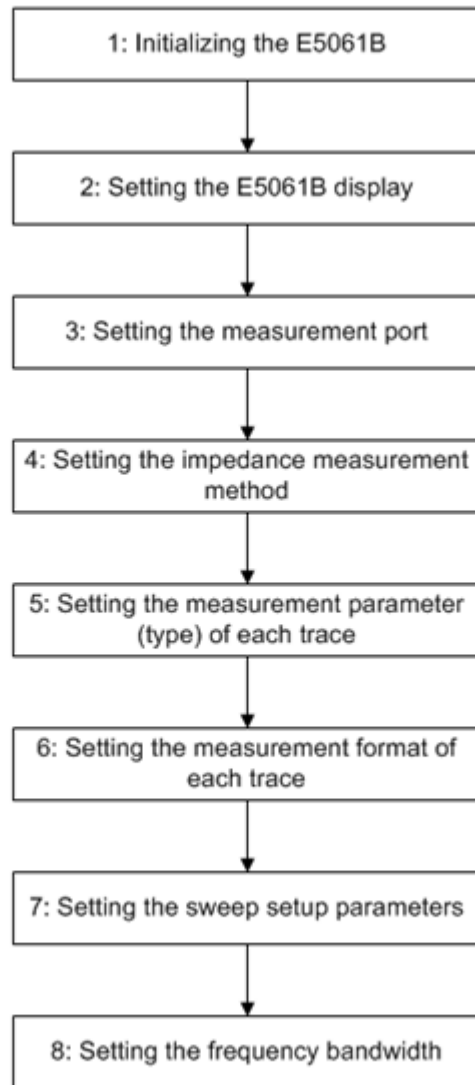 1: Initializing the E5061B
2: Setting the E5061B display
3: Setting the measurement port
4: Setting the impedance measurement
method
5: Setting the measurement parameter
(type) of each trace
6: Setting the measurement format of
each trace
7: Setting the sweep setup parameters
8: Setting the frequency bandwidth